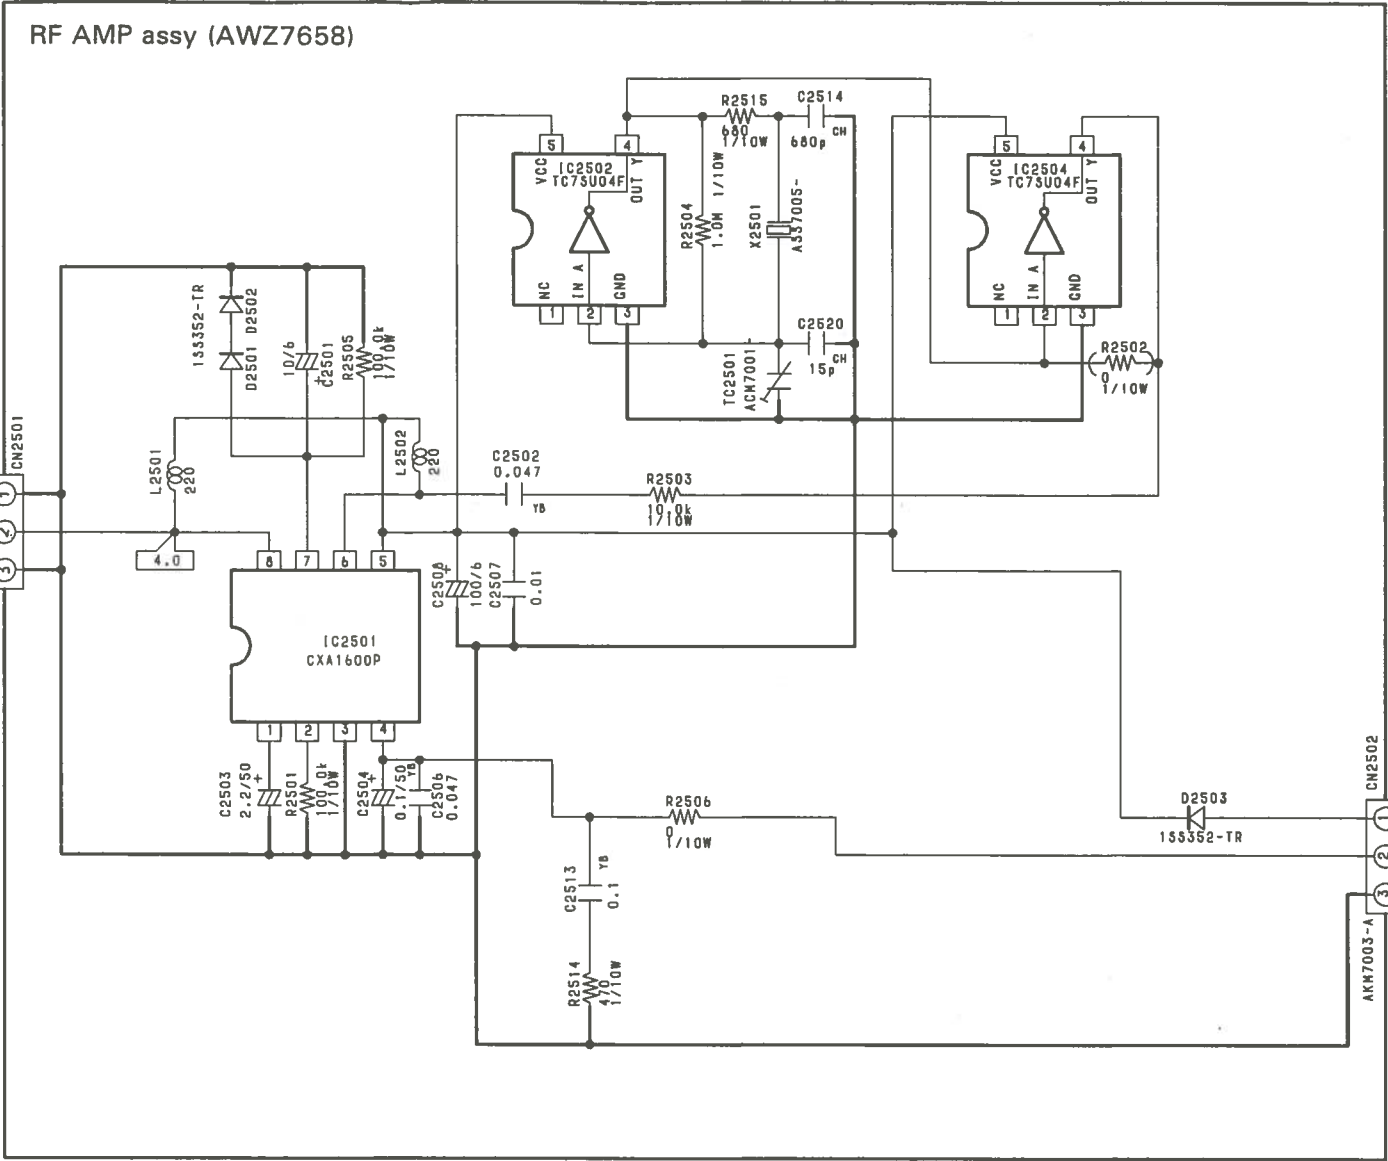 RF AMP assy (AWZ7658)
R2515
680
1/10W
C2514
CH
680p
5
4
VCC
IC2502
TC7SU04F
OUT Y
NC
IN A
GND
1
2
3
R2504
1.0M 1/10W
X2501
ASS7005-
C2520
CH
15p
TC2501
ACM7001-
5
4
VCC
IC2504
TC7SU04F
OUT Y
NC
IN A
GND
1
2
3
R2502
0
1/10W
1SS352-TR
D2501 D2502
10/6
+
C2501
R2505
100.0k
1/10W
CN2501
1
2
3
L2501
220
4.0
L2502
220
C2502
0.047
YB
R2503
10.0k
1/10W
8
7
6
5
IC2501
CXA1600P
1
2
3
4
+
100/6
C2507
0.01
C2503
2.2/50
+
R2501
100.0k
1/10W
C2504
+
0.1/50
YB
C2506
0.047
R2506
0
1/10W
C2513
YB
0.1
R2514
470
1/10W
D2503
1SS352-TR
CN2502
1
2
3
AKM7003-A